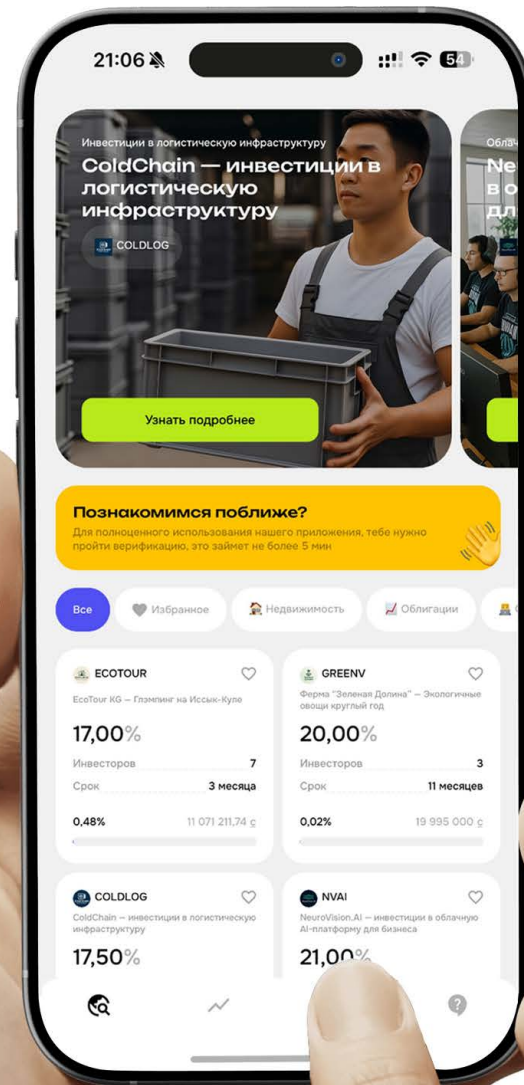 21:06
54
Инвестиции в логистическую инфраструктуру
ColdChain — инвестиции в
логистическую
инфраструктуру
COLDLOG
Узнать подробнее
Познакомимся поближе?
Для полноценного использования нашего приложения, тебе нужно
пройти верификацию, это займет не более 5 мин
Все
Избранное
Недвижимость
Облигации
ECOTOUR
EcoTour KG — Глэмпинг на Иссык-Куле
17,00%
Инвесторов 7
Срок 3 месяца
0,48% 11 071 211,74 с
GREENV
Ферма "Зеленая Долина" — Экологичные
овощи круглый год
20,00%
Инвесторов 3
Срок 11 месяцев
0,02% 19 995 000 с
COLDLOG
ColdChain — инвестиции в логистическую
инфраструктуру
17,50%
NVAI
NeuroVision.AI — инвестиции в облачную
AI-платформу для бизнеса
21,00%